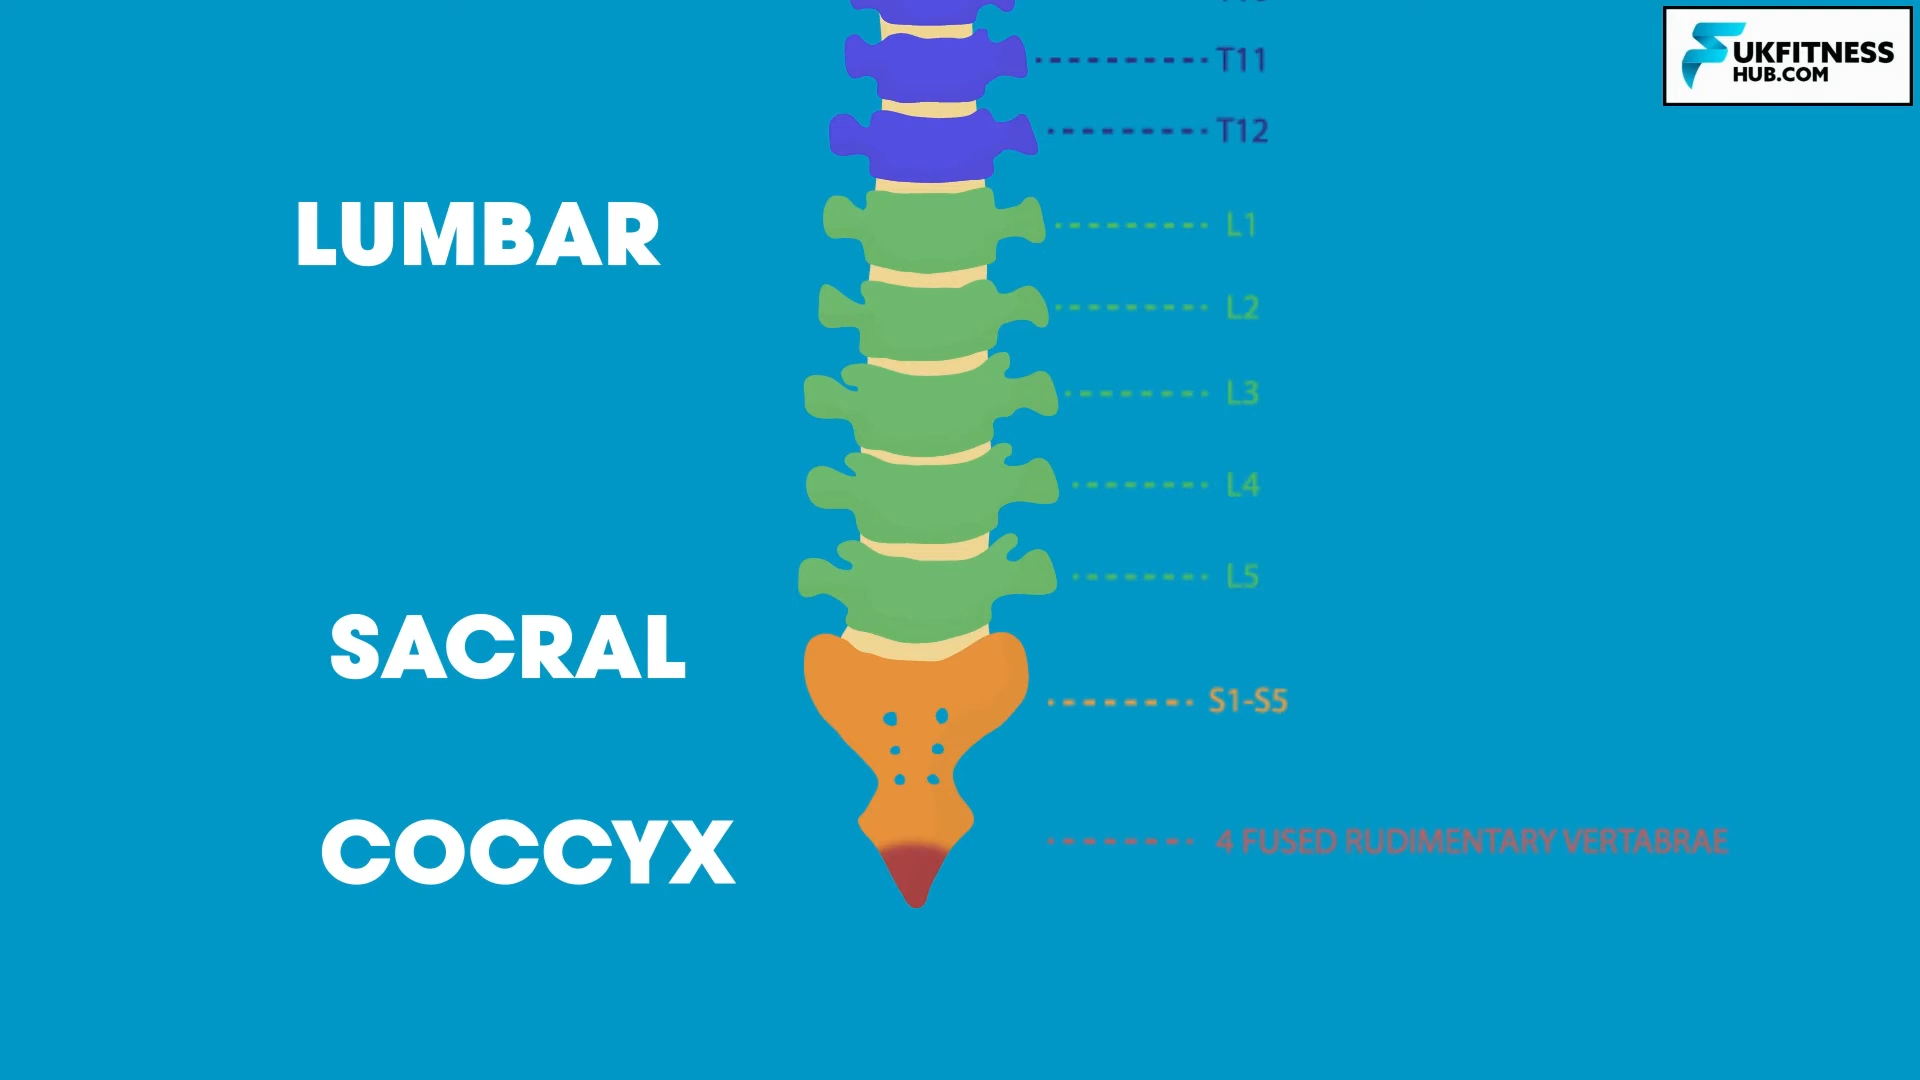 UKFITNESS
HUB.COM
T11
T12
LUMBAR
L1
L2
L3
L4
L5
SACRAL
S1-S5
COCCYX
4 FUSED RUDIMENTARY VERTABRAE